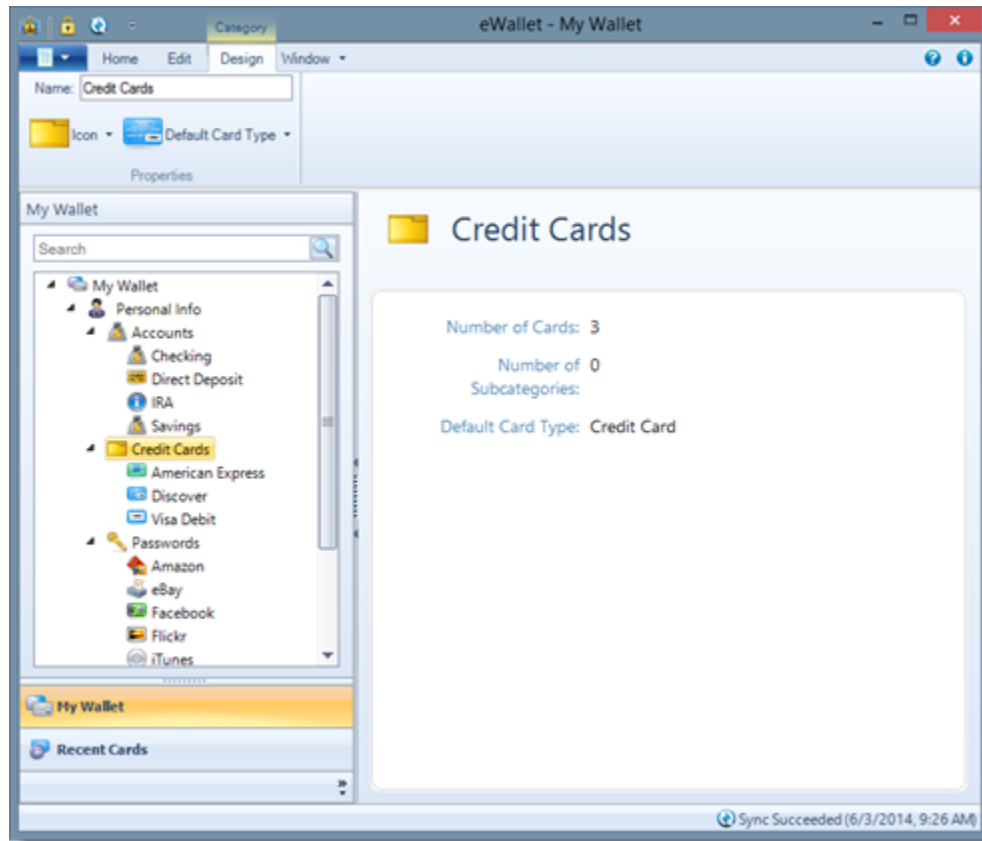 Category
eWallet - My Wallet
Home Edit Design Window
Name: Credit Cards
Icon Default Card Type
Properties
My Wallet
Search
My Wallet
Personal Info
Accounts
Checking
Direct Deposit
IRA
Savings
Credit Cards
American Express
Discover
Visa Debit
Passwords
Amazon
eBay
Facebook
Flickr
iTunes
My Wallet
Recent Cards
Credit Cards
Number of Cards: 3
Number of 0
Subcategories:
Default Card Type: Credit Card
Sync Succeeded (6/3/2014, 9:26 AM)